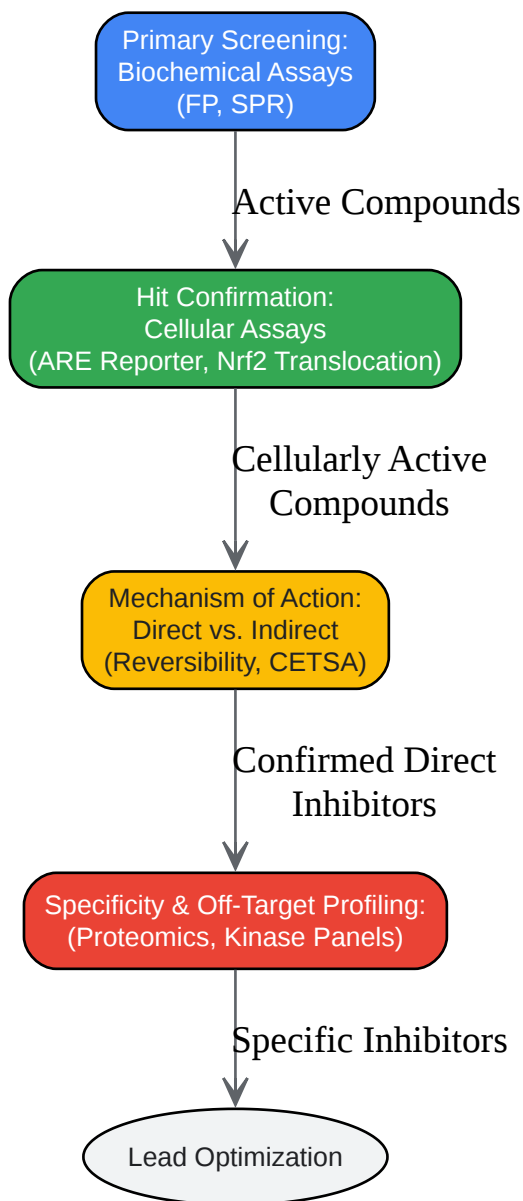 Primary Screening:
Biochemical Assays
(FP, SPR)
Active Compounds
Hit Confirmation:
Cellular Assays
(ARE Reporter, Nrf2 Translocation)
Cellularly Active
Compounds
Mechanism of Action:
Direct vs. Indirect
(Reversibility, CETSA)
Confirmed Direct
Inhibitors
Specificity & Off-Target Profiling:
(Proteomics, Kinase Panels)
Specific Inhibitors
Lead Optimization